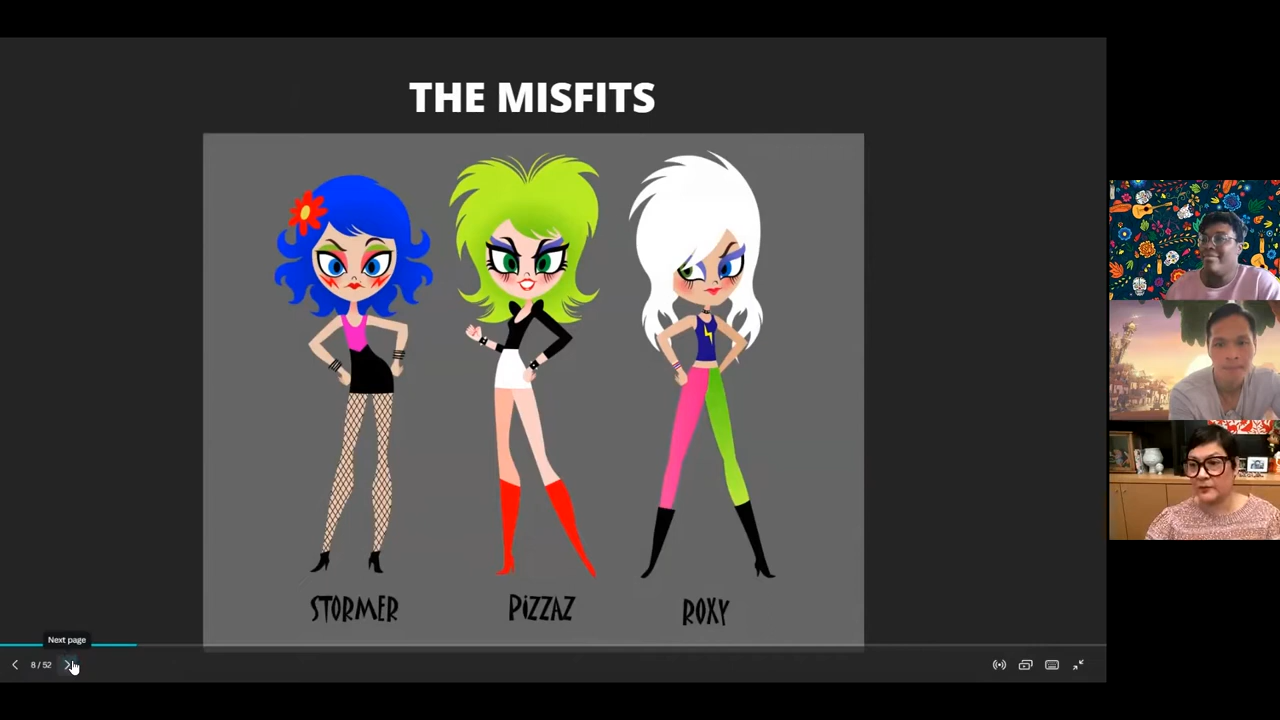 THE MISFITS
STORMER
PiZZAZ
ROXY
Next page
8 / 52